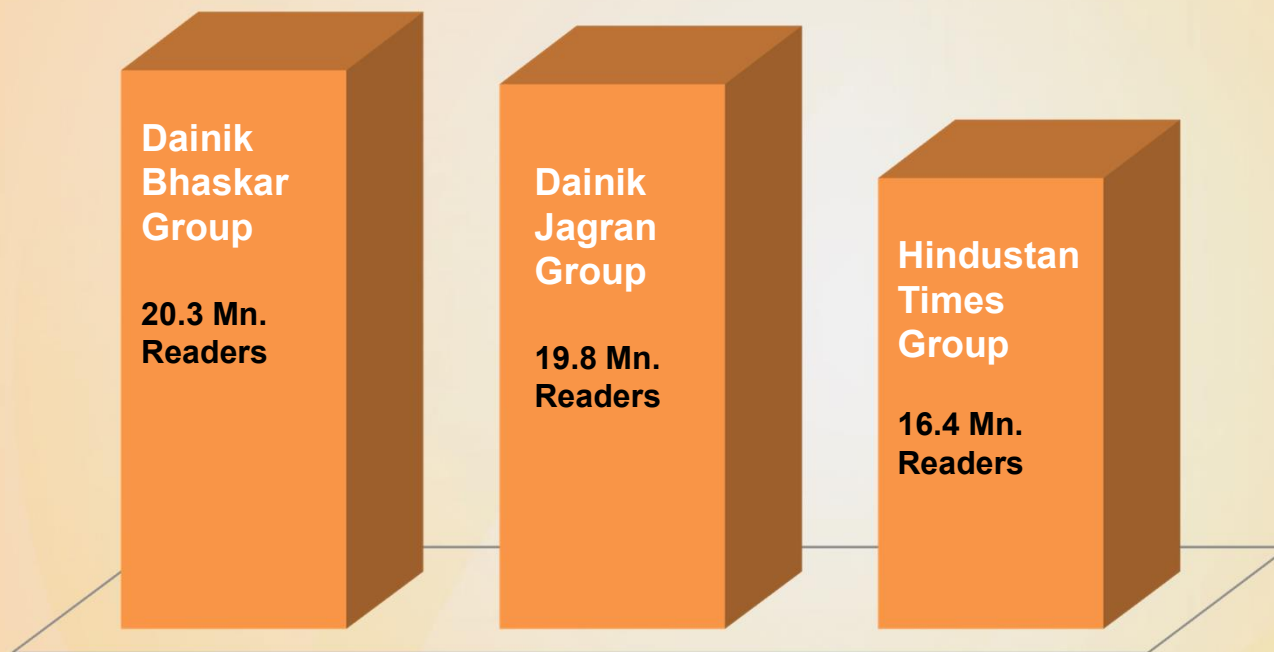 Dainik
Bhaskar
Group
20.3 Mn.
Readers
Dainik
Jagran
Group
19.8 Mn.
Readers
Hindustan
Times
Group
16.4 Mn.
Readers